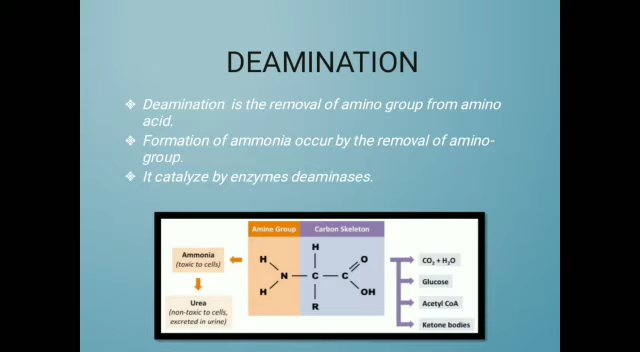 DEAMINATION
Deamination is the removal of amino group from amino
acid.
Formation of ammonia occur by the removal of amino-
group.
It catalyze by enzymes deaminases.
Amine Group
Carbon Skeleton
Ammonia
(toxic to cells)
Urea
(non-toxic to cells,
excreted in urine)
H
H
O
N
C
C
H
OH
R
CO₂ + H₂O
Glucose
Acetyl CoA
Ketone bodies